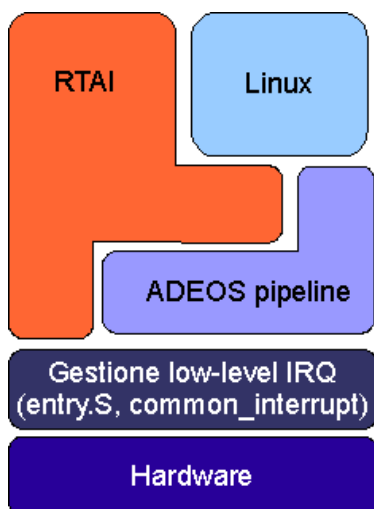 RTAI
Linux
ADEOS pipeline
Gestione low-level IRQ
(entry.S, common_interrupt)
Hardware